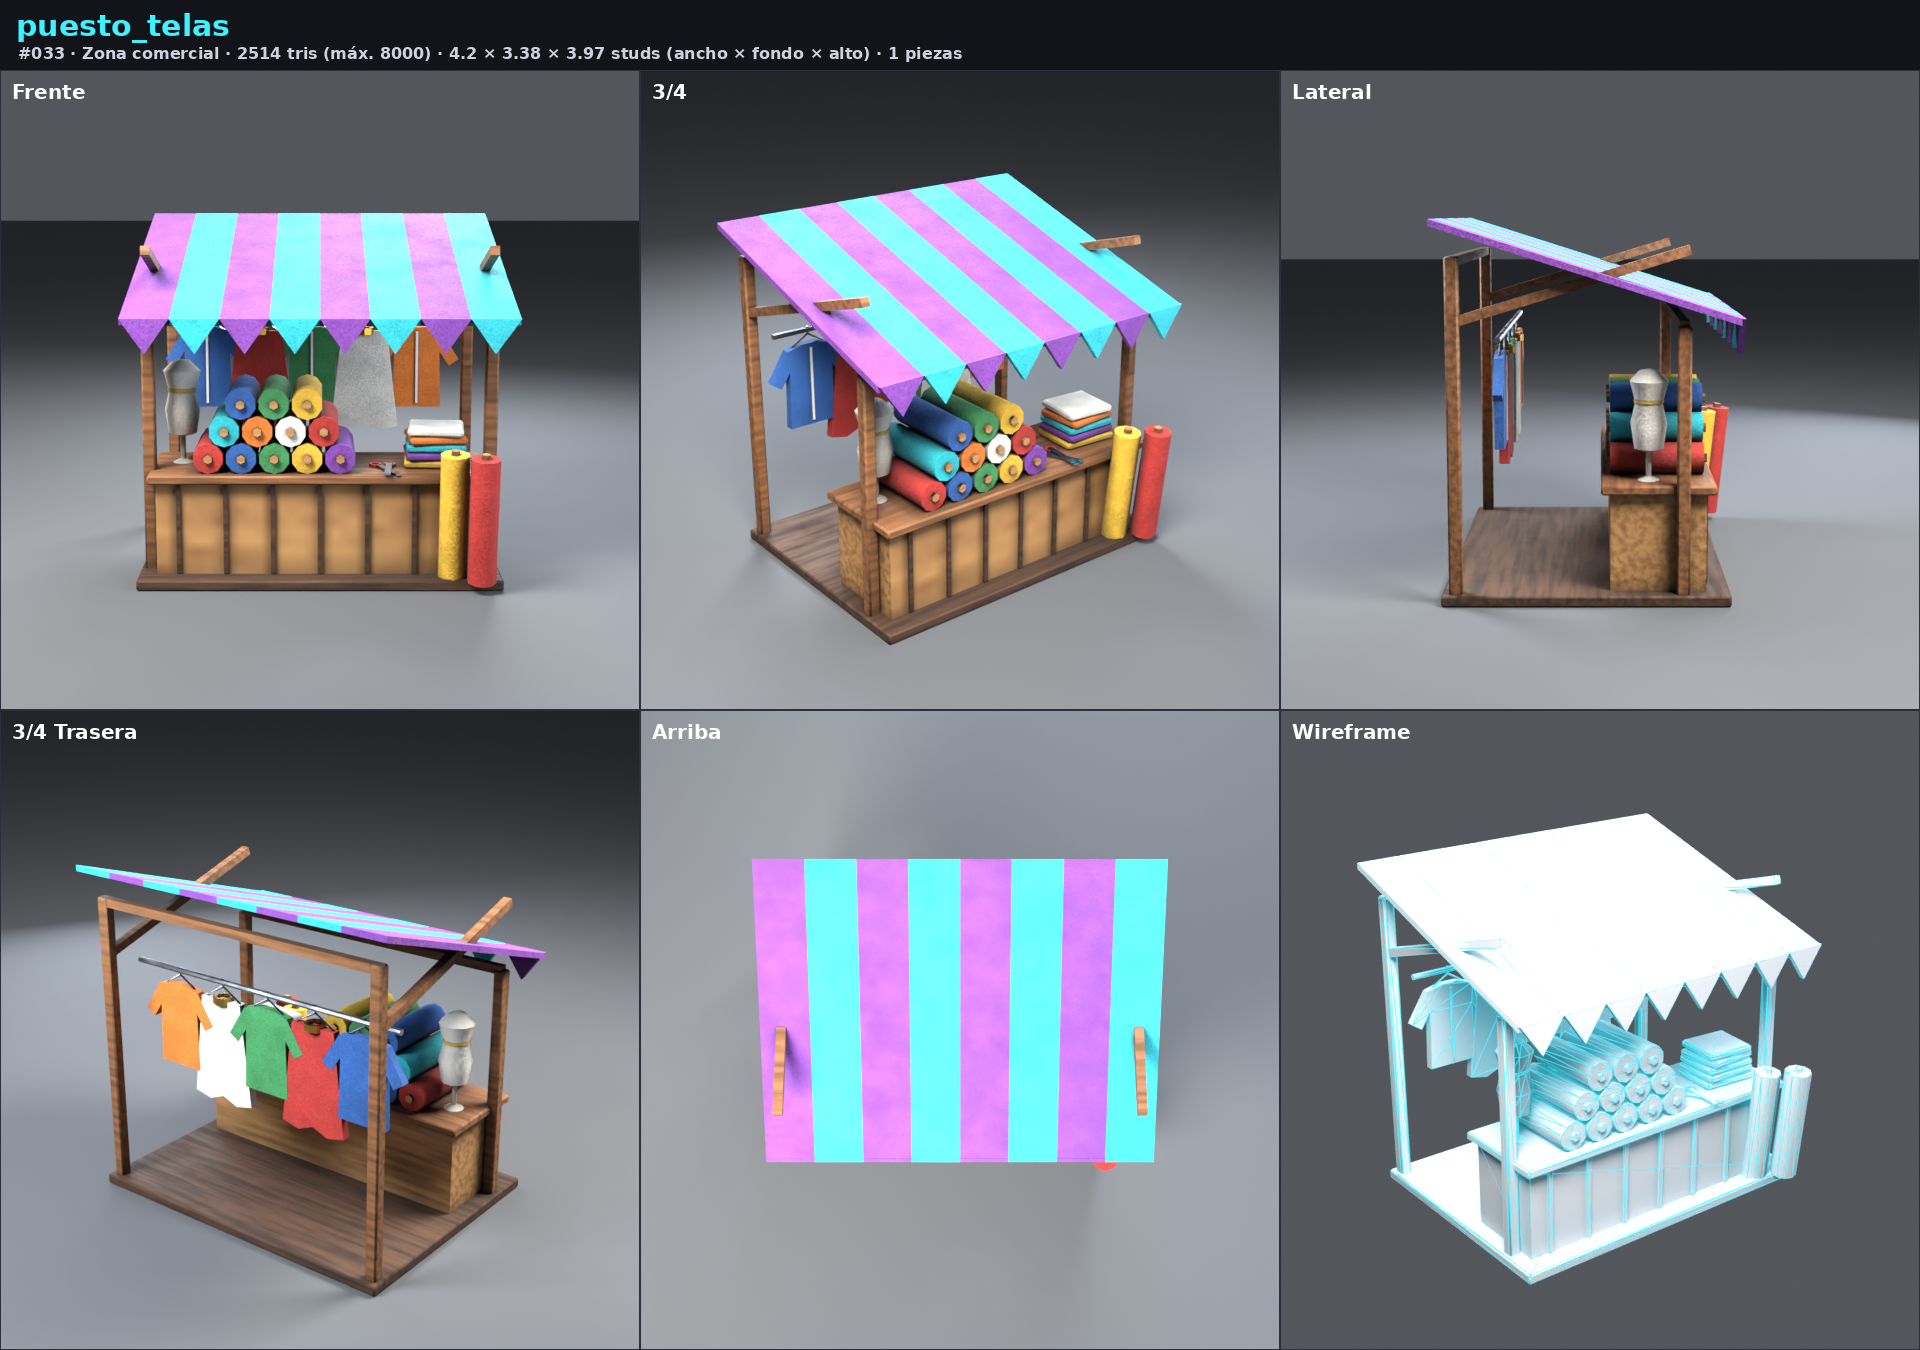 puesto_telas
#033 · Zona comercial · 2514 tris (máx. 8000) · 4.2 × 3.38 × 3.97 studs (ancho × fondo × alto) · 1 piezas
Frente
3/4
Lateral
3/4 Trasera
Arriba
Wireframe